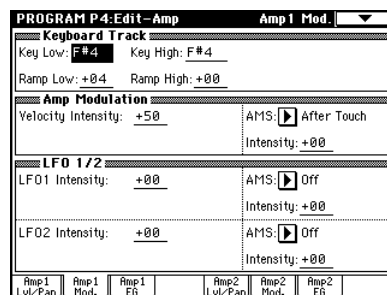 PROGRAM P4:Edit-Amp Amp1 Mod.
Keyboard Track
Key Low: F#4 Key High: F#4
Ramp Low: +04 Ramp High: +00
Amp Modulation
Velocity Intensity: +50 AMS: After Touch
Intensity: +00
LFO 1/2
LFO1 Intensity: +00 AMS: Off
Intensity: +00
LFO2 Intensity: +00 AMS: Off
Intensity: +00
Amp1 Lvl/Pan Amp1 Mod. Amp1 EG Amp2 Lvl/Pan Amp2 Mod. Amp2 EG